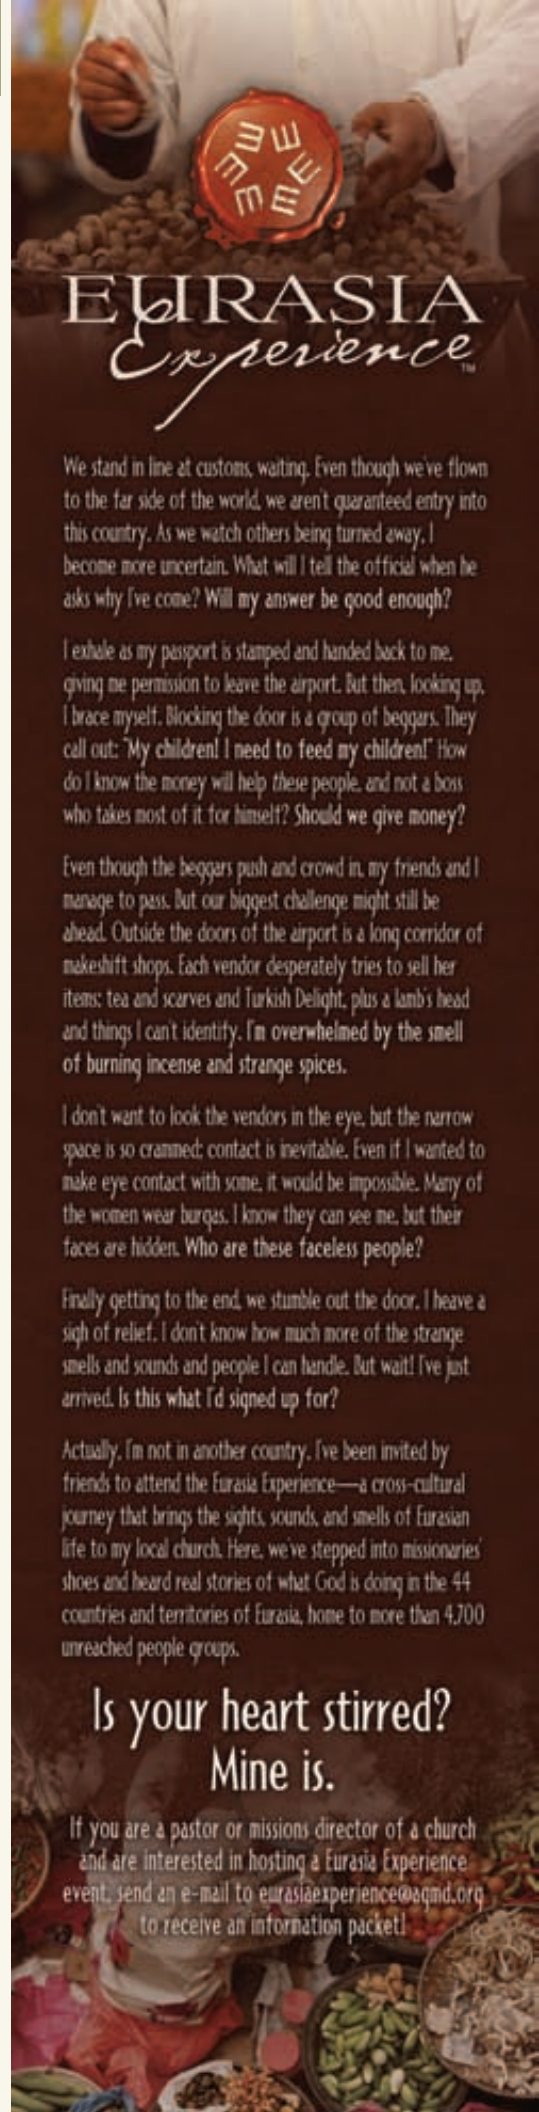 EURASIA
Experience™
We stand in line at customs, waiting. Even though we've flown
to the far side of the world, we aren't guaranteed entry into
this country. As we watch others being turned away, I
become more uncertain. What will I tell the official when he
asks why I've come? Will my answer be good enough?
I exhale as my passport is stamped and handed back to me,
giving me permission to leave the airport. But then, looking up,
I brace myself. Blocking the door is a group of beggars. They
call out: "My children! I need to feed my children!" How
do I know the money will help these people, and not a boss
who takes most of it for himself? Should we give money?
Even though the beggars push and crowd in, my friends and I
manage to pass. But our biggest challenge might still be
ahead. Outside the doors of the airport is a long corridor of
makeshift shops. Each vendor desperately tries to sell her
items: tea and scarves and Turkish Delight, plus a lamb's head
and things I can't identify. I'm overwhelmed by the smell
of burning incense and strange spices.
I don't want to look the vendors in the eye, but the narrow
space is so crammed; contact is inevitable. Even if I wanted to
make eye contact with some, it would be impossible. Many of
the women wear burqas. I know they can see me, but their
faces are hidden. Who are these faceless people?
Finally getting to the end, we stumble out the door. I heave a
sigh of relief. I don't know how much more of the strange
smells and sounds and people I can handle. But wait! I've just
arrived. Is this what I'd signed up for?
Actually, I'm not in another country. I've been invited by
friends to attend the Eurasia Experience—a cross-cultural
journey that brings the sights, sounds, and smells of Eurasian
life to my local church. Here, we've stepped into missionaries'
shoes and heard real stories of what God is doing in the 44
countries and territories of Eurasia, home to more than 4,700
unreached people groups.
Is your heart stirred?
Mine is.
If you are a pastor or missions director of a church
and are interested in hosting a Eurasia Experience
event, send an e-mail to eurasiaexperience@agmd.org
to receive an information packet!